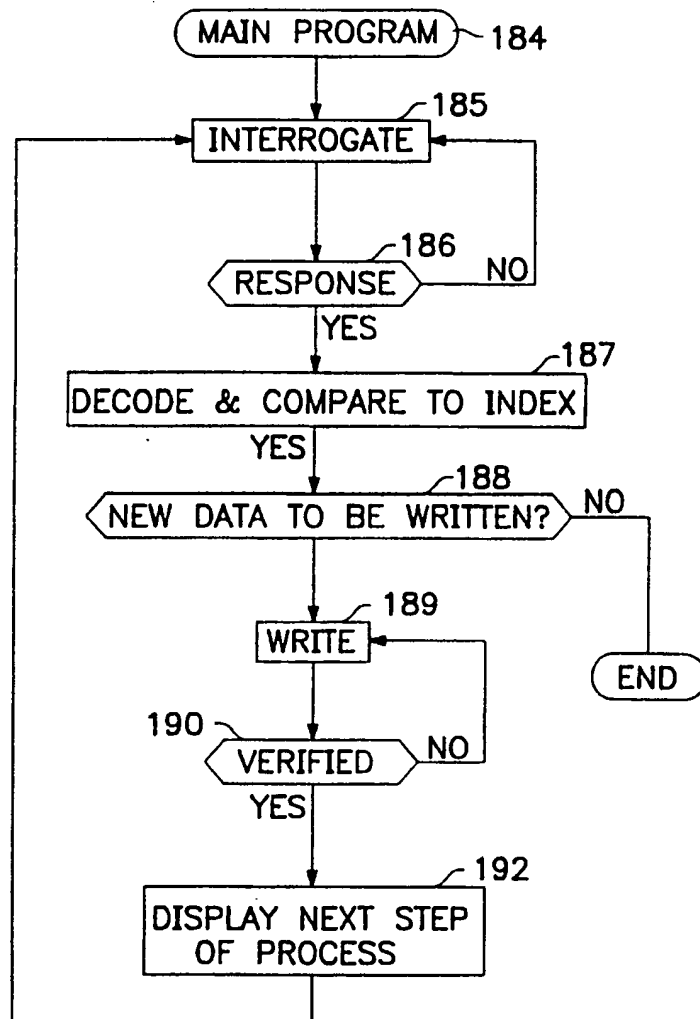 MAIN PROGRAM 184
185
INTERROGATE
186
RESPONSE NO
YES
187
DECODE & COMPARE TO INDEX
YES
188
NEW DATA TO BE WRITTEN? NO
189
WRITE
END
190
VERIFIED NO
YES
192
DISPLAY NEXT STEP
OF PROCESS